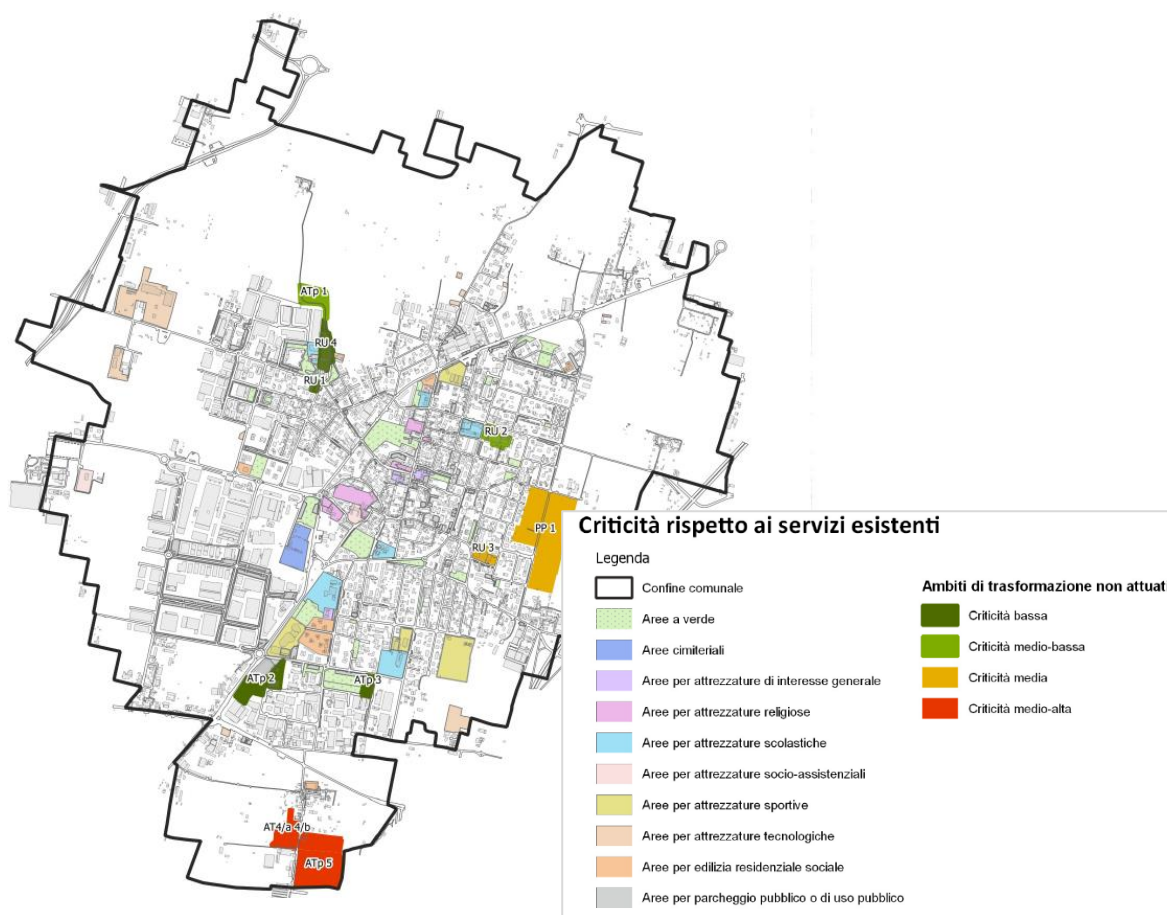 ATp 1
RU 4
RU 1
RU 2
PP 1
RU 3
ATp 2
ATp 3
AT4/a 4/b
ATp 5
Criticità rispetto ai servizi esistenti
Legenda
Confine comunale
Aree a verde
Aree cimiteriali
Aree per attrezzature di interesse generale
Aree per attrezzature religiose
Aree per attrezzature scolastiche
Aree per attrezzature socio-assistenziali
Aree per attrezzature sportive
Aree per attrezzature tecnologiche
Aree per edilizia residenziale sociale
Aree per parcheggio pubblico o di uso pubblico
Ambiti di trasformazione non attuati
Criticità bassa
Criticità medio-bassa
Criticità media
Criticità medio-alta